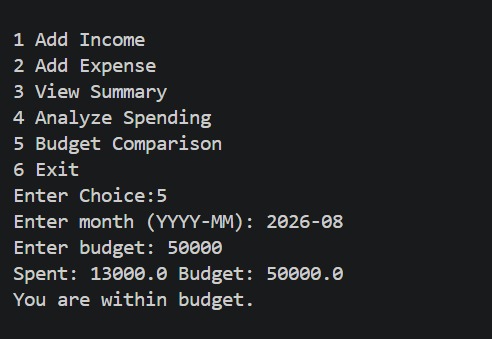 1 Add Income
2 Add Expense
3 View Summary
4 Analyze Spending
5 Budget Comparison
6 Exit
Enter Choice:5
Enter month (YYYY-MM): 2026-08
Enter budget: 50000
Spent: 13000.0 Budget: 50000.0
You are within budget.